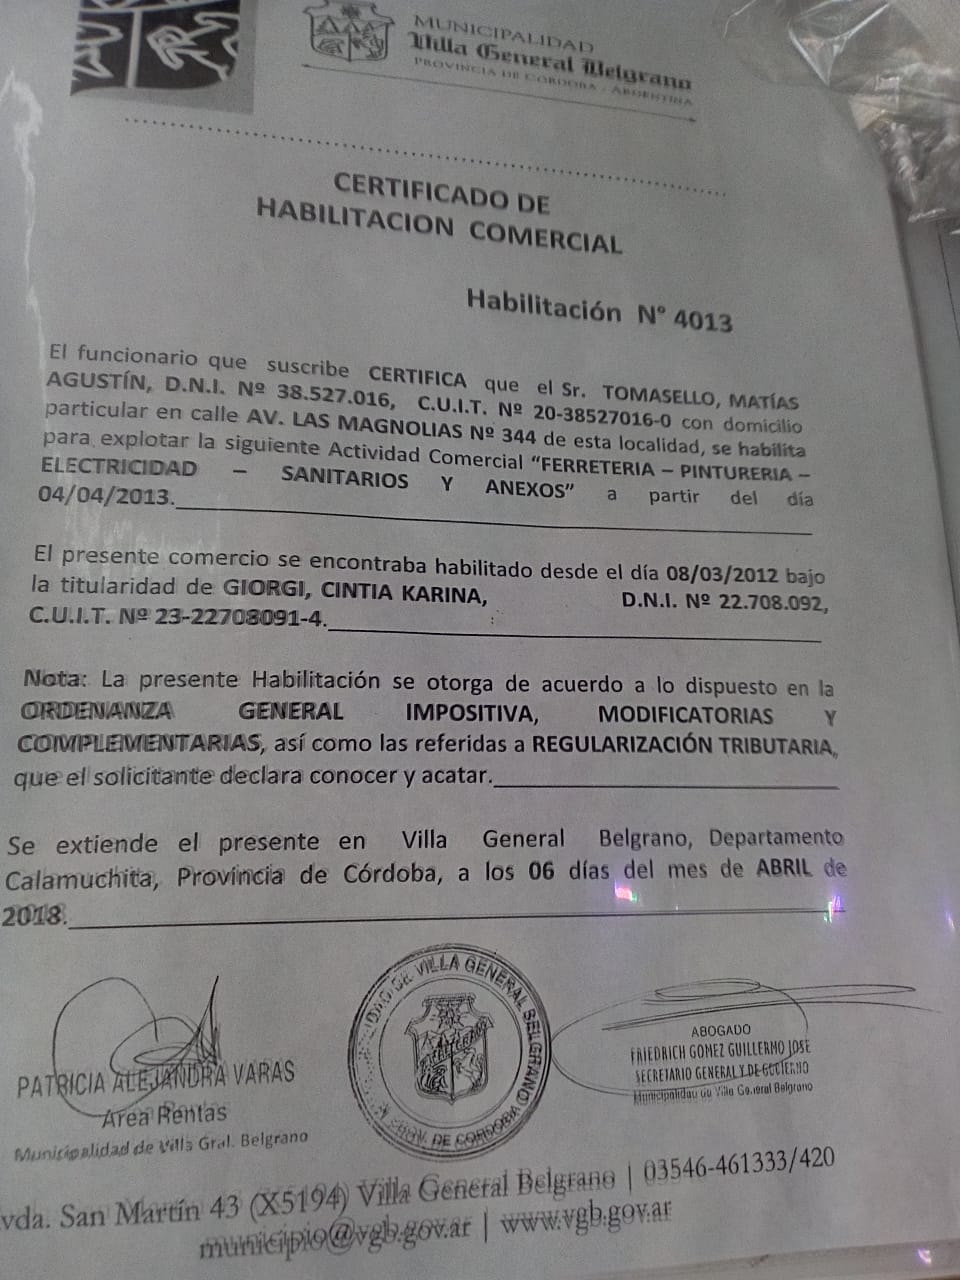 MUNICIPALIDAD
Villa General Belgrano
PROVINCIA DE CORDOBA - ARGENTINA
CERTIFICADO DE
HABILITACION COMERCIAL
Habilitación N° 4013
El funcionario que suscribe CERTIFICA que el Sr. TOMASELLO, MATÍAS
AGUSTÍN, D.N.I. Nº 38.527.016, C.U.I.T. Nº 20-38527016-0 con domicilio
particular en calle AV. LAS MAGNOLIAS Nº 344 de esta localidad, se habilita
para explotar la siguiente Actividad Comercial “FERRETERIA – PINTURERIA –
ELECTRICIDAD – SANITARIOS Y ANEXOS” a partir del día
04/04/2013.
El presente comercio se encontraba habilitado desde el día 08/03/2012 bajo
la titularidad de GIORGI, CINTIA KARINA, D.N.I. Nº 22.708.092,
C.U.I.T. Nº 23-22708091-4.
Nota: La presente Habilitación se otorga de acuerdo a lo dispuesto en la
ORDENANZA GENERAL IMPOSITIVA, MODIFICATORIAS Y
COMPLEMENTARIAS, así como las referidas a REGULARIZACIÓN TRIBUTARIA,
que el solicitante declara conocer y acatar.
Se extiende el presente en Villa General Belgrano, Departamento
Calamuchita, Provincia de Córdoba, a los 06 días del mes de ABRIL de
2018.
PATRICIA ALEJANDRA VARAS
Area Rentas
Municipalidad de Villa Gral. Belgrano
DE VILLA GENERAL BELGRANO
PROV. DE CORDOBA
ABOGADO
FRIEDRICH GOMEZ GUILLERMO JOSE
SECRETARIO GENERAL Y DE GOBIERNO
Municipalidad de Villa General Belgrano
vda. San Martín 43 (X5194) Villa General Belgrano | 03546-461333/420
municipio@vgb.gov.ar | www.vgb.gov.ar